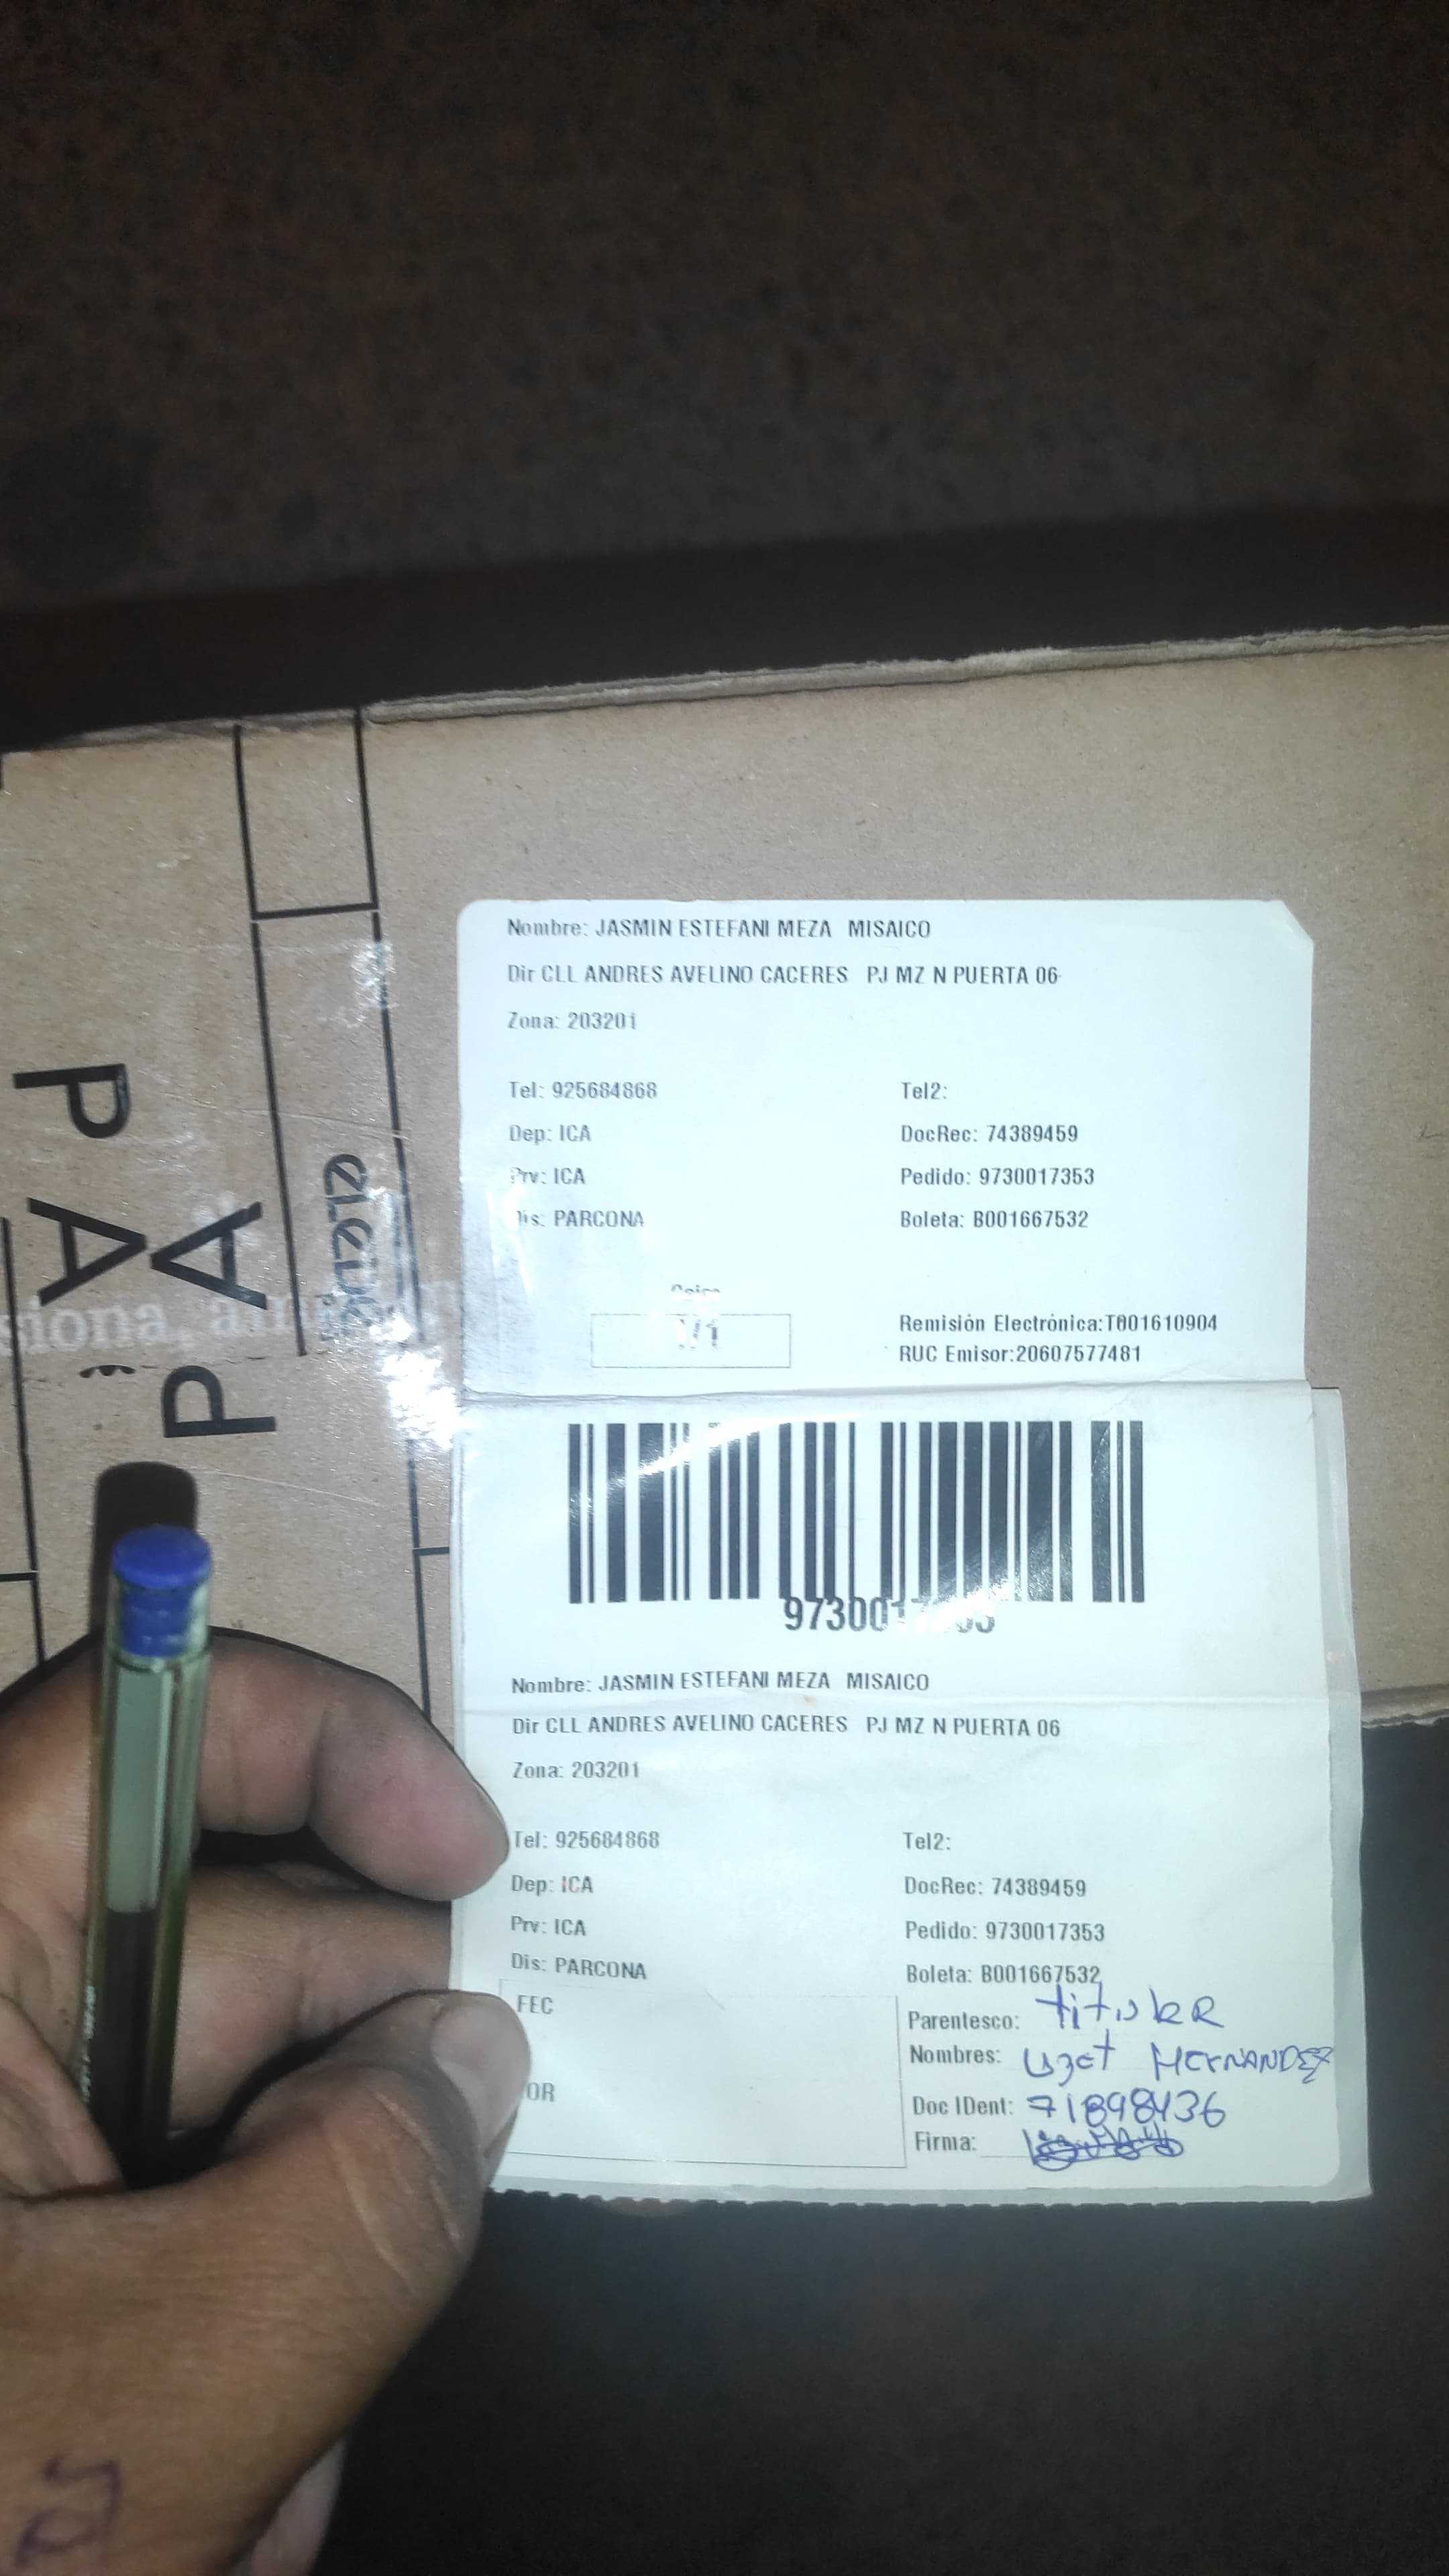 Nombre: JASMIN ESTEFANI MEZA MISAICO
Dir CLL ANDRES AVELINO CACERES PJ MZ N PUERTA 06
Zona: 203201
Tel: 925684868 Tel2:
Dep: ICA DocRec: 74389459
Prv: ICA Pedido: 9730017353
Dis: PARCONA Boleta: B001667532
Remisión Electrónica:T001610904
RUC Emisor:20607577481
Nombre: JASMIN ESTEFANI MEZA MISAICO
Dir CLL ANDRES AVELINO CACERES PJ MZ N PUERTA 06
Zona: 203201
Tel: 925684868 Tel2:
Dep: ICA DocRec: 74389459
Prv: ICA Pedido: 9730017353
Dis: PARCONA Boleta: B001667532
FEC
Parentesco: titular
Nombres: HERNANDEZ
Doc IDent: 71898436
Firma: